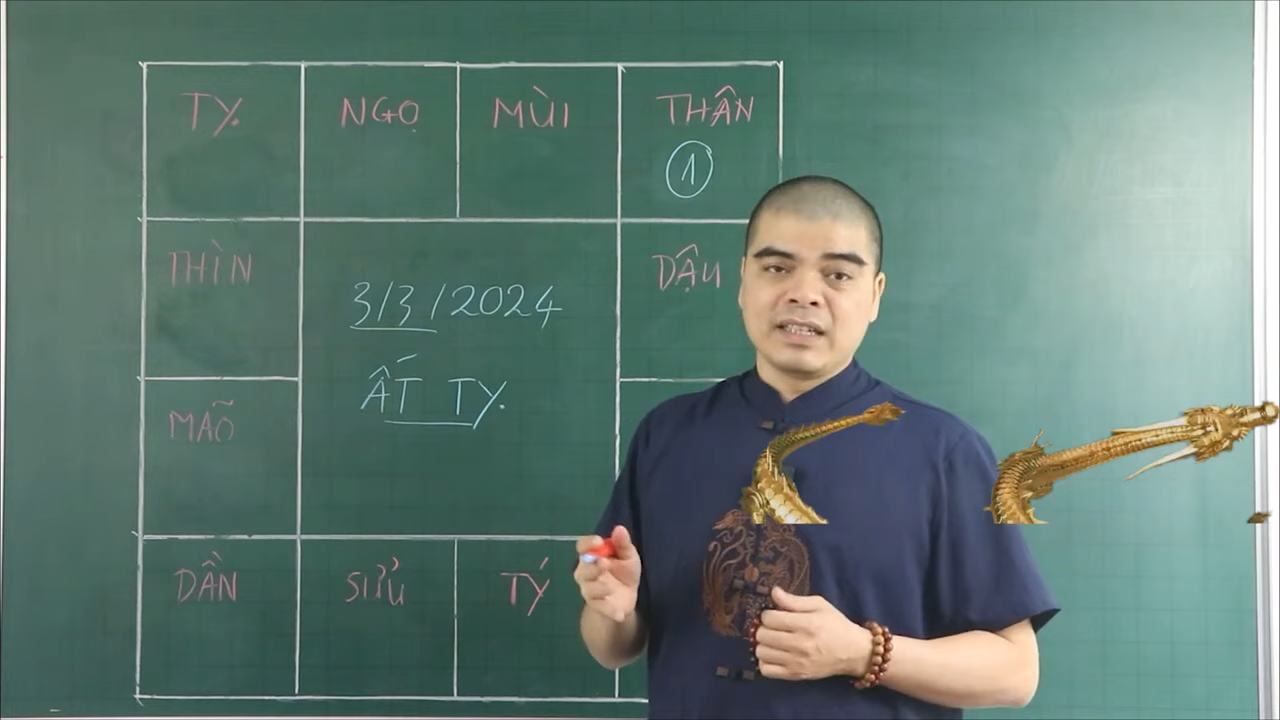 TỴ NGỌ MÙI THÂN
1
THÌN DẬU
3/3/2024
ẤT TỴ
MÃO
DẦN SỬU TÝ